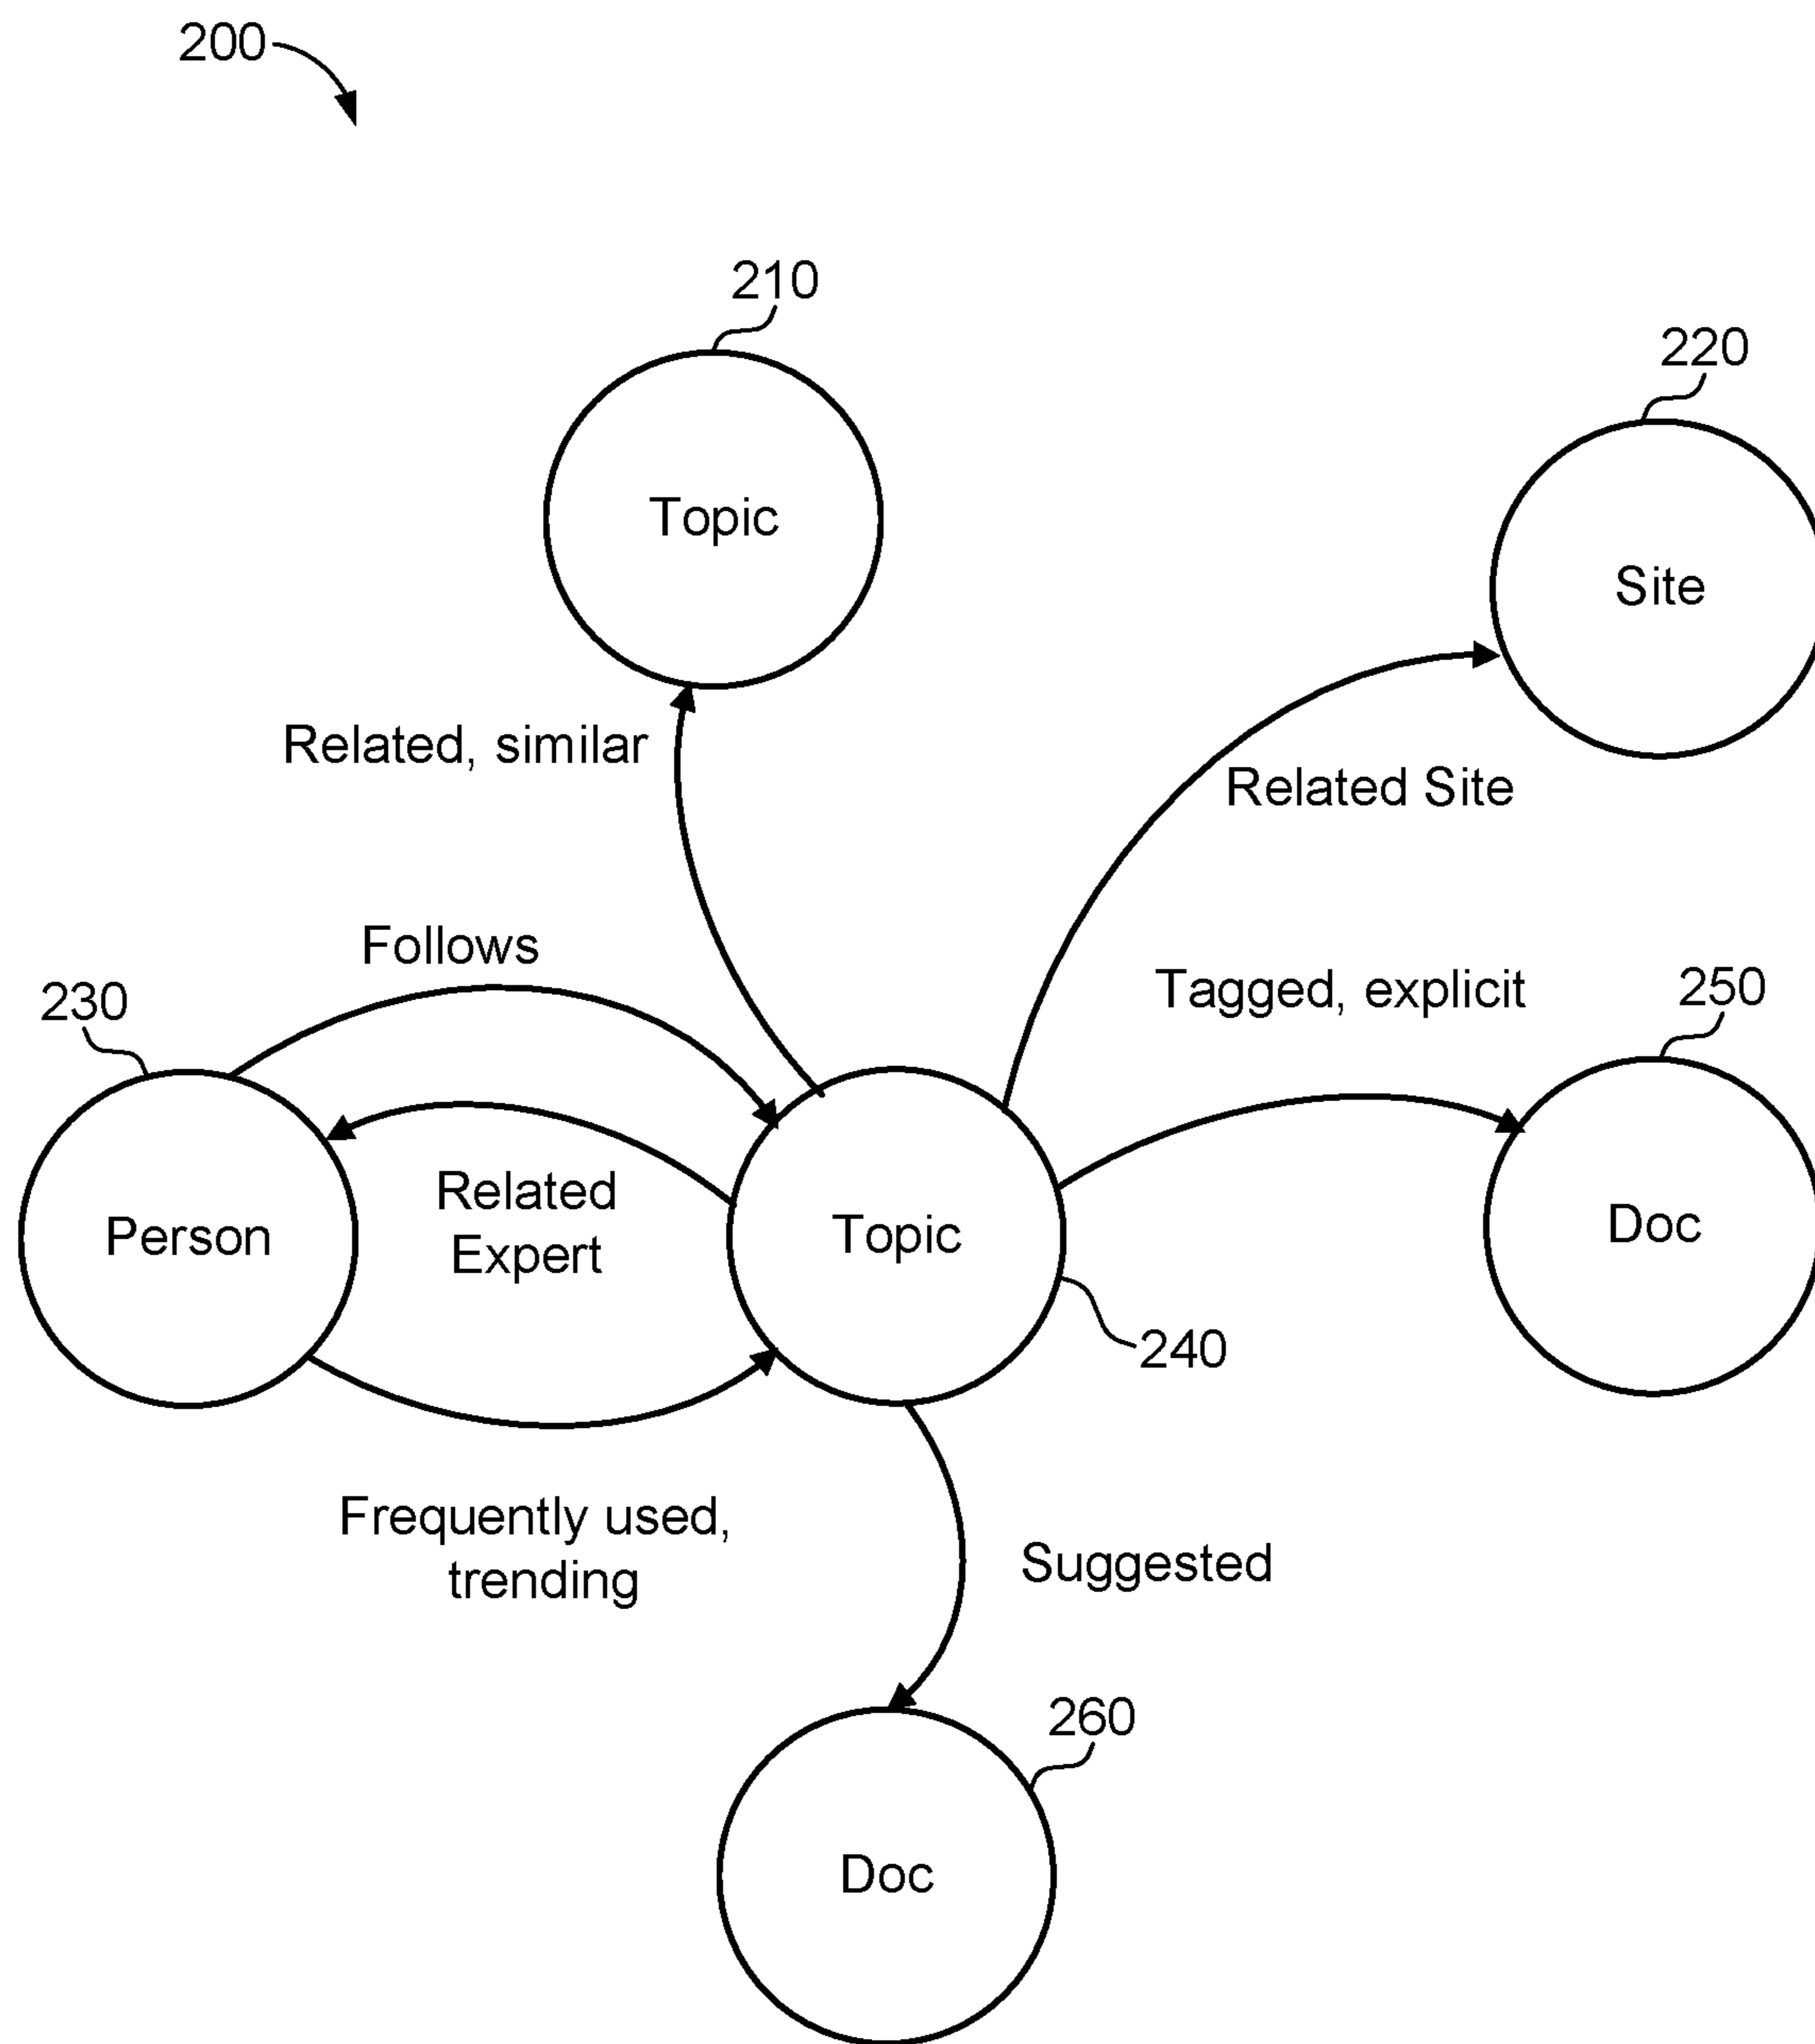 200
210
220
Topic
Site
Related, similar
Related Site
Follows
Tagged, explicit
250
230
Related
Expert
Person
Topic
Doc
240
Frequently used,
trending
Suggested
260
Doc